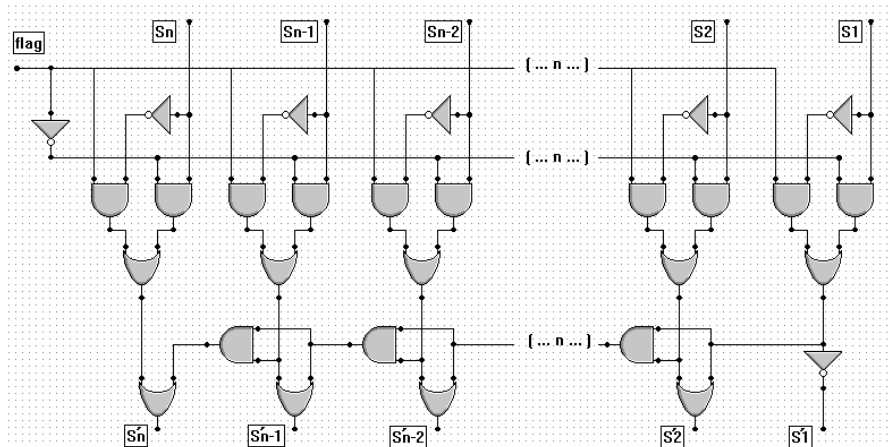 Sn Sn-1 Sn-2 S2 S1
flag
( ... n ... )
( ... n ... )
( ... n ... )
S'n S'n-1 S'n-2 S'2 S'1